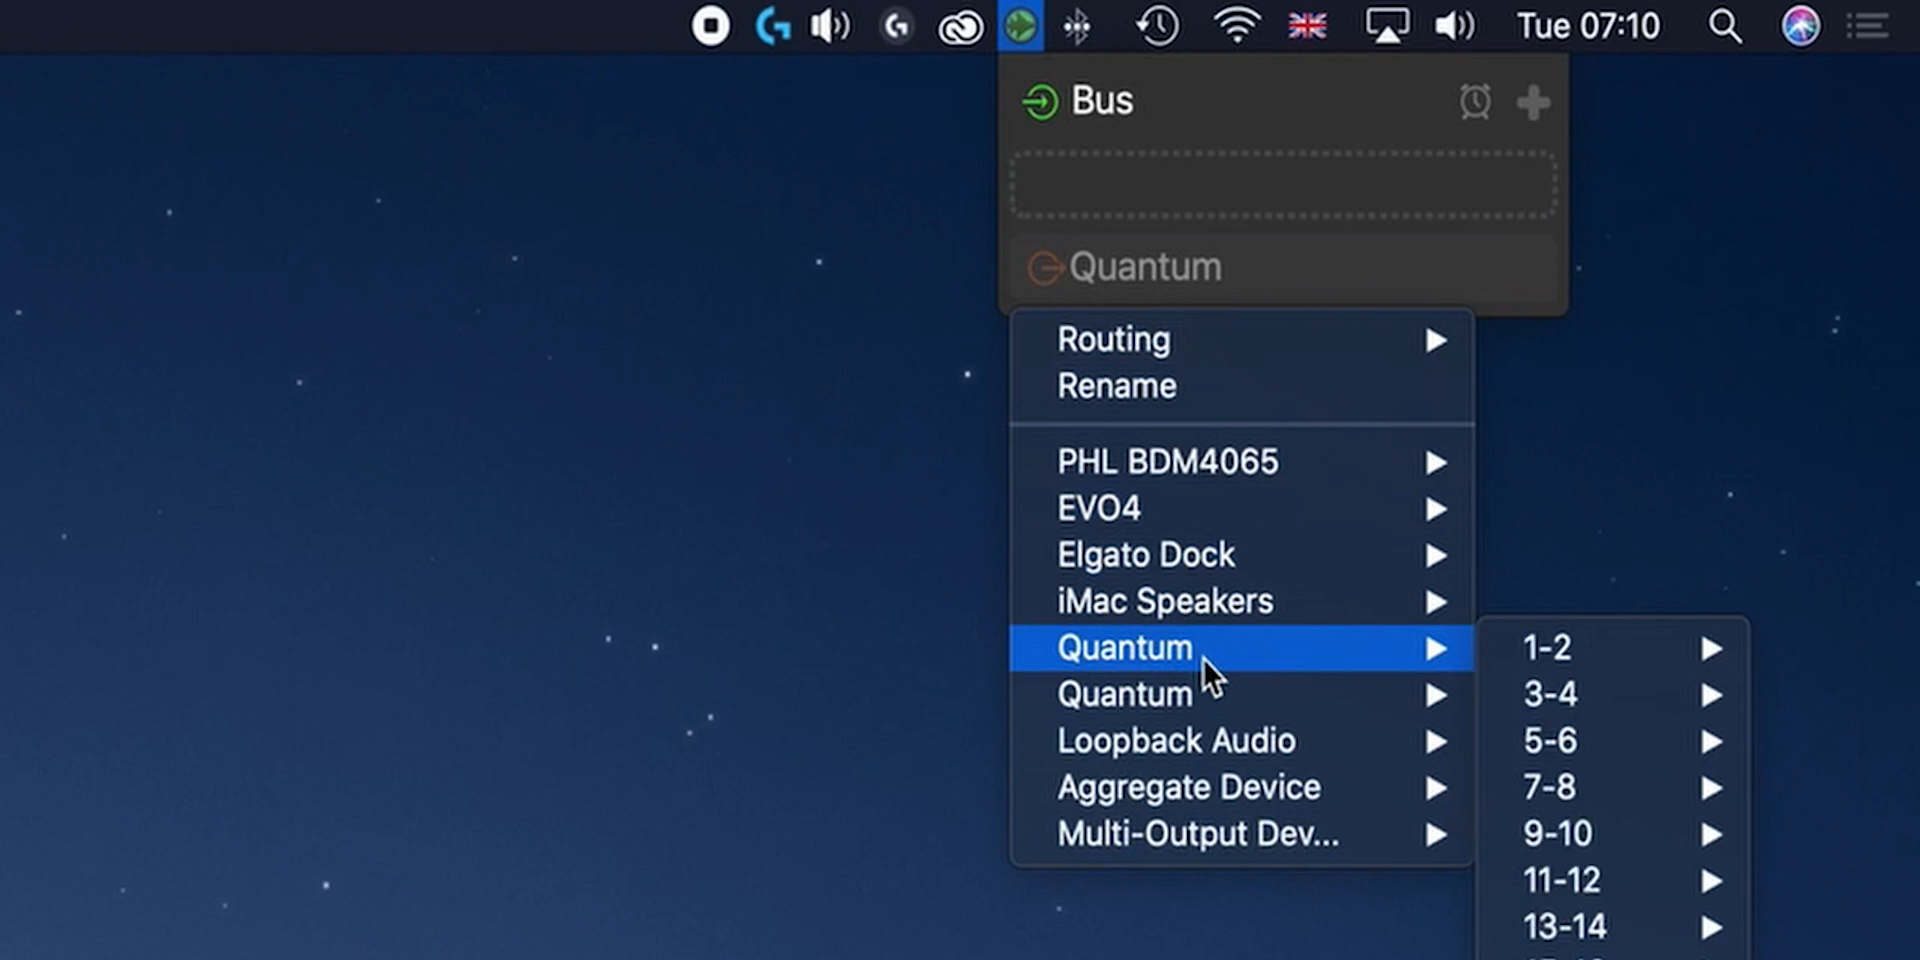 Tue 07:10
Bus
Quantum
Routing
Rename
PHL BDM4065
EVO4
Elgato Dock
iMac Speakers
Quantum
Quantum
Loopback Audio
Aggregate Device
Multi-Output Dev...
1-2
3-4
5-6
7-8
9-10
11-12
13-14